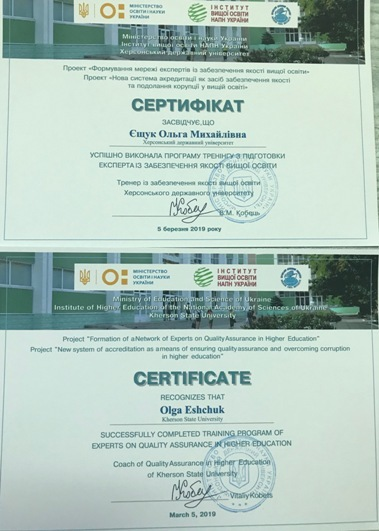 МІНІСТЕРСТВО
ОСВІТИ І НАУКИ
УКРАЇНИ
ІНСТИТУТ
ВИЩОЇ ОСВІТИ
НАПН УКРАЇНИ
Міністерство освіти і науки України
Інститут вищої освіти НАПН України
Херсонський державний університет
Проект «Формування мережі експертів із забезпечення якості вищої освіти»
Проект «Нова система акредитації як засіб забезпечення якості
та подолання корупції у вищій освіті»
СЕРТИФІКАТ
ЗАСВІДЧУЄ, ЩО
Єщук Ольга Михайлівна
Херсонський державний університет
УСПІШНО ВИКОНАЛА ПРОГРАМУ ТРЕНІНГУ З ПІДГОТОВКИ
ЕКСПЕРТА ІЗ ЗАБЕЗПЕЧЕННЯ ЯКОСТІ ВИЩОЇ ОСВІТИ
Тренер із забезпечення якості вищої освіти
Херсонського державного університету
В.М. Кобець
5 березня 2019 року
МІНІСТЕРСТВО
ОСВІТИ І НАУКИ
УКРАЇНИ
ІНСТИТУТ
ВИЩОЇ ОСВІТИ
НАПН УКРАЇНИ
Ministry of Education and Science of Ukraine
Institute of Higher Education of the National Academy of Sciences of Ukraine
Kherson State University
Project "Formation of aNetwork of Experts on QualityAssurance in Higher Education"
Project "New system of accreditation as ameans of ensuring qualityassurance and overcoming corruption
in higher education"
CERTIFICATE
RECOGNIZES THAT
Olga Eshchuk
Kherson State University
SUCCESSFULLY COMPLETED TRAINING PROGRAM OF
EXPERTS ON QUALITY ASSURANCE IN HIGHER EDUCATION
Coach of QualityAssurance in Higher Education
of Kherson State University
Vitaliy Kobets
March 5, 2019